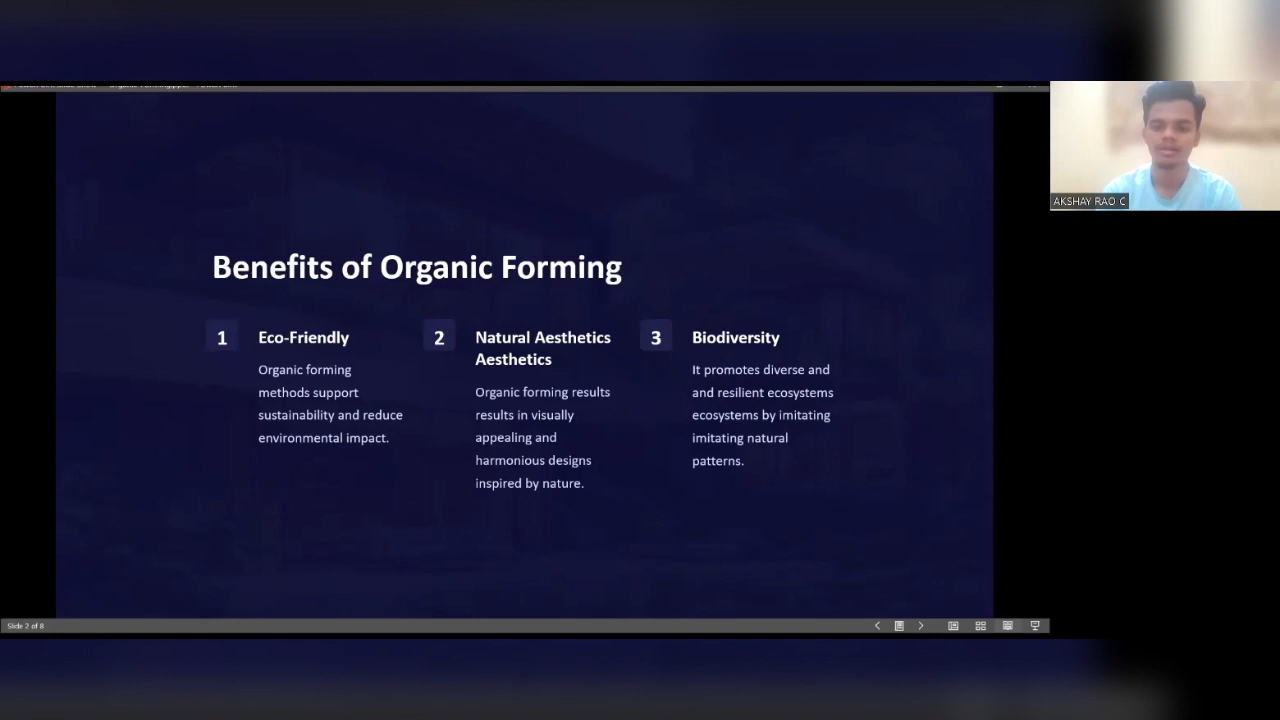 Benefits of Organic Forming
1
Eco-Friendly
Organic forming
methods support
sustainability and reduce
environmental impact.
2
Natural Aesthetics
Aesthetics
Organic forming results
results in visually
appealing and
harmonious designs
inspired by nature.
3
Biodiversity
It promotes diverse and
and resilient ecosystems
ecosystems by imitating
imitating natural
patterns.
AKSHAY RAO C
Slide 2 of 8